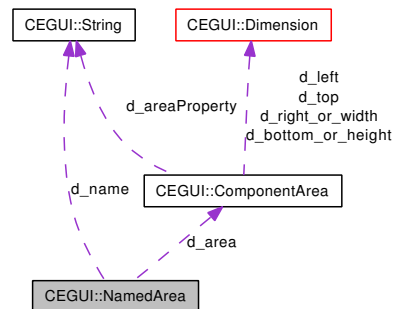 CEGUI::String
CEGUI::Dimension
d_left
d_top
d_right_or_width
d_bottom_or_height
d_areaProperty
CEGUI::ComponentArea
d_name
d_area
CEGUI::NamedArea